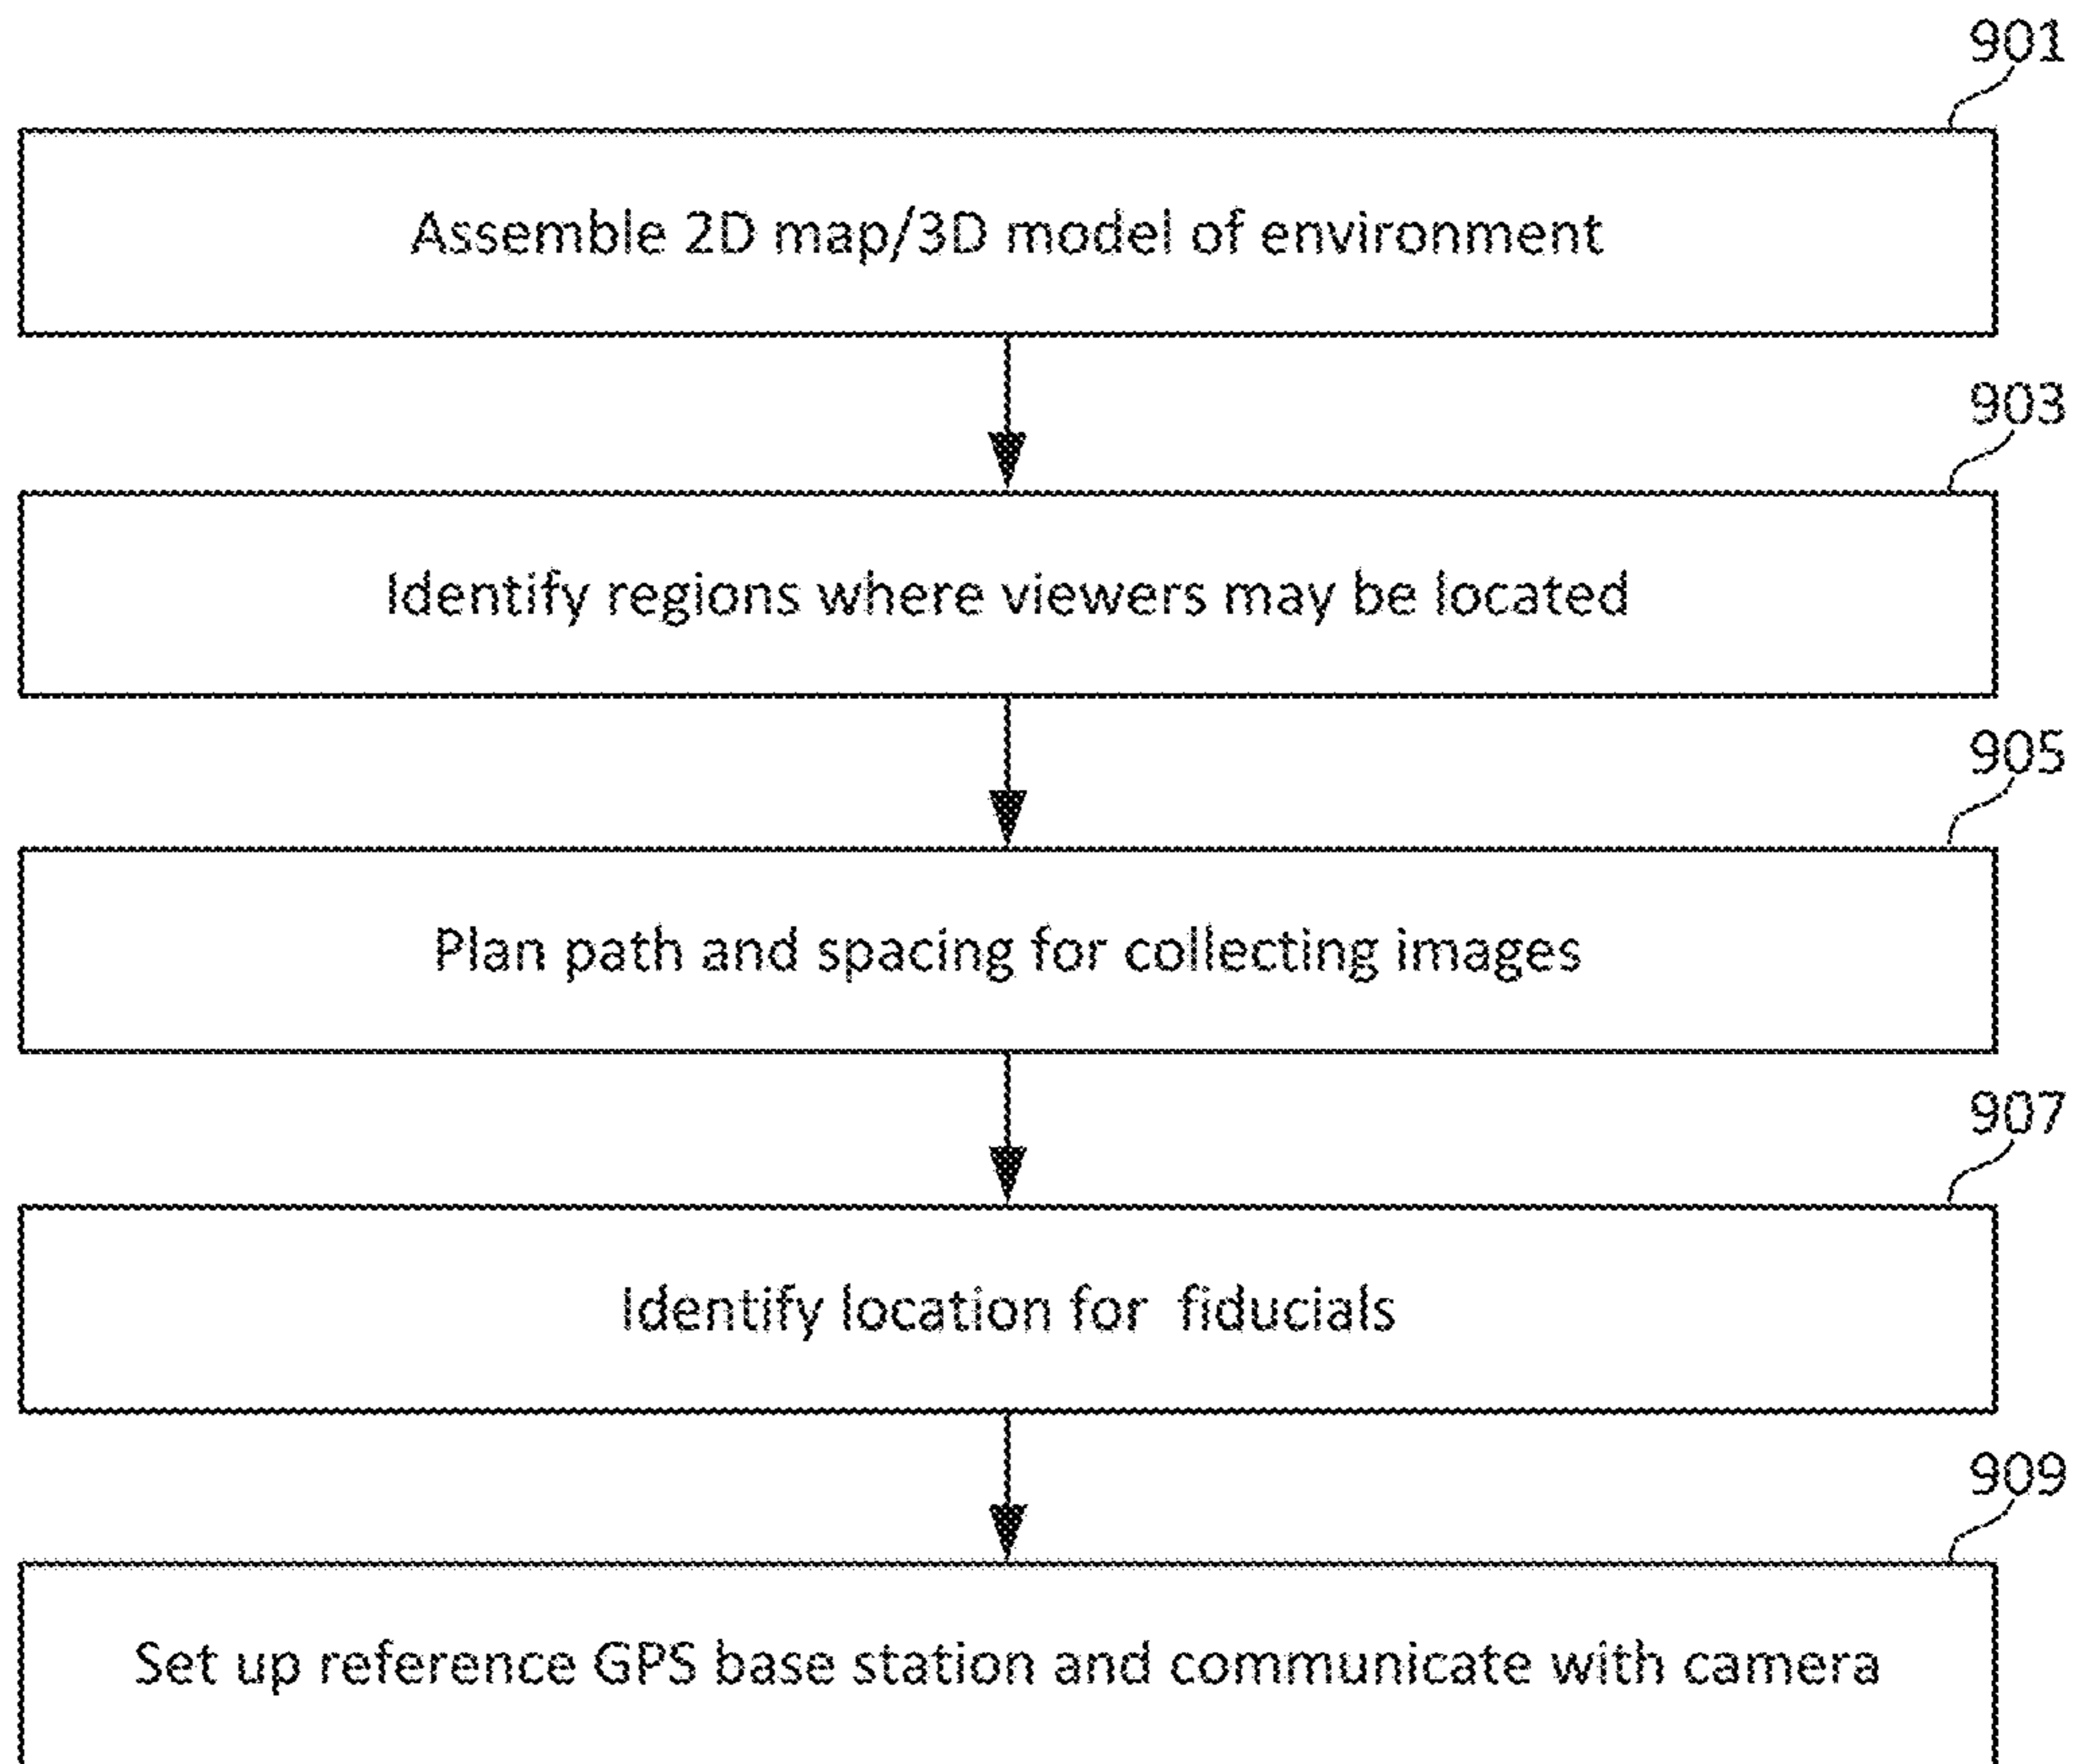 901
Assemble 2D map/3D model of environment
903
Identify regions where viewers may be located
905
Plan path and spacing for collecting images
907
Identify location for fiducials
909
Set up reference GPS base station and communicate with camera